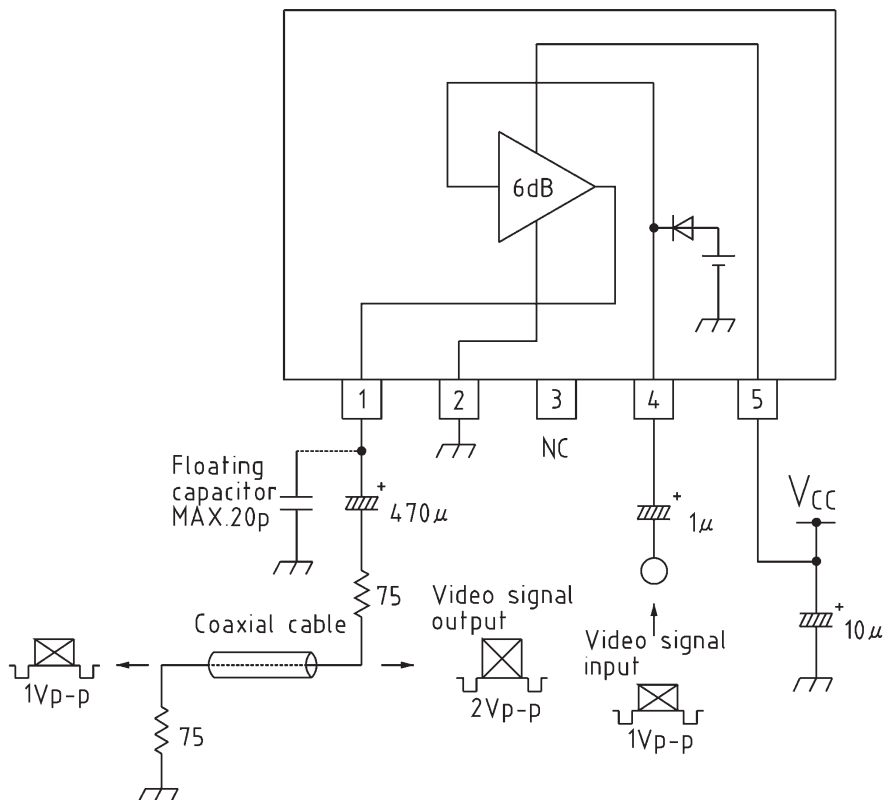 6dB
1
2
3
4
5
NC
Floating
capacitor
MAX.20p
+
470μ
+
1μ
VCC
+
10μ
75
Coaxial cable
Video signal
output
2Vp-p
Video signal
input
1Vp-p
1Vp-p
75